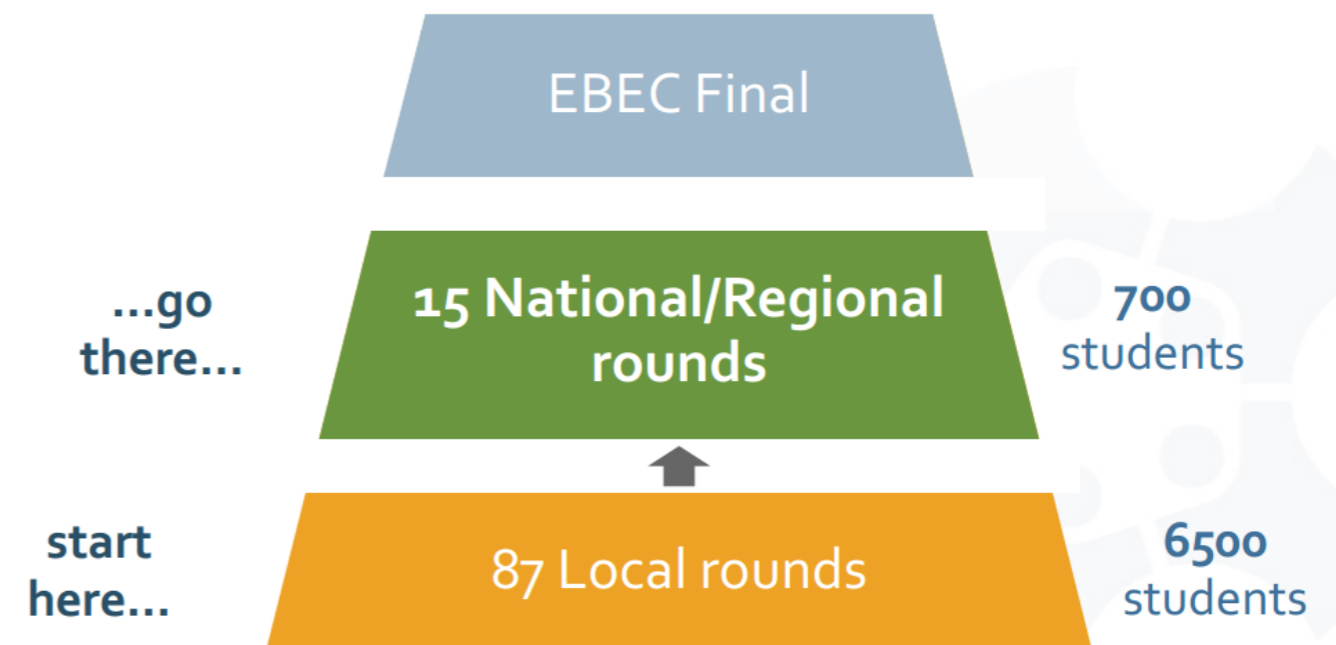 EBEC Final
...go
there...
15 National/Regional
rounds
700
students
start
here...
87 Local rounds
6500
students